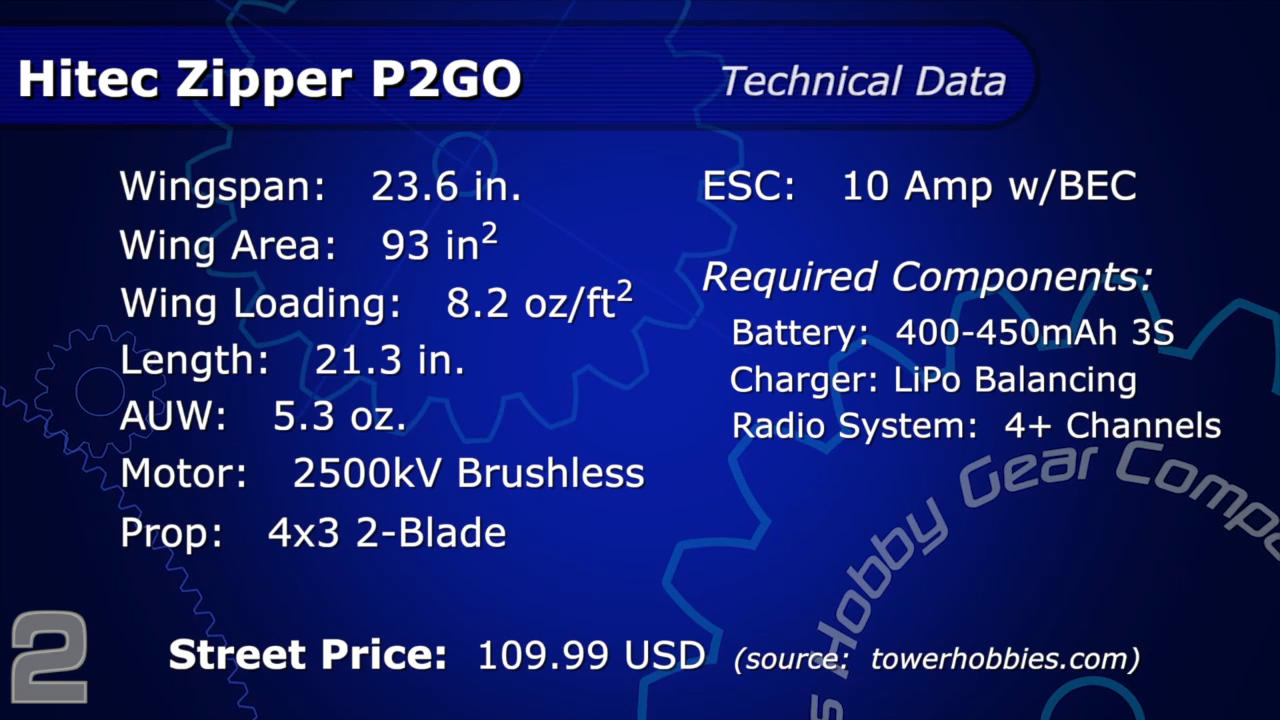 Hitec Zipper P2GO
Technical Data
Wingspan: 23.6 in.
Wing Area: 93 in²
Wing Loading: 8.2 oz/ft²
Length: 21.3 in.
AUW: 5.3 oz.
Motor: 2500kV Brushless
Prop: 4x3 2-Blade
ESC: 10 Amp w/BEC
Required Components:
Battery: 400-450mAh 3S
Charger: LiPo Balancing
Radio System: 4+ Channels
Hobby Gear
2
Street Price: 109.99 USD (source: towerhobbies.com)